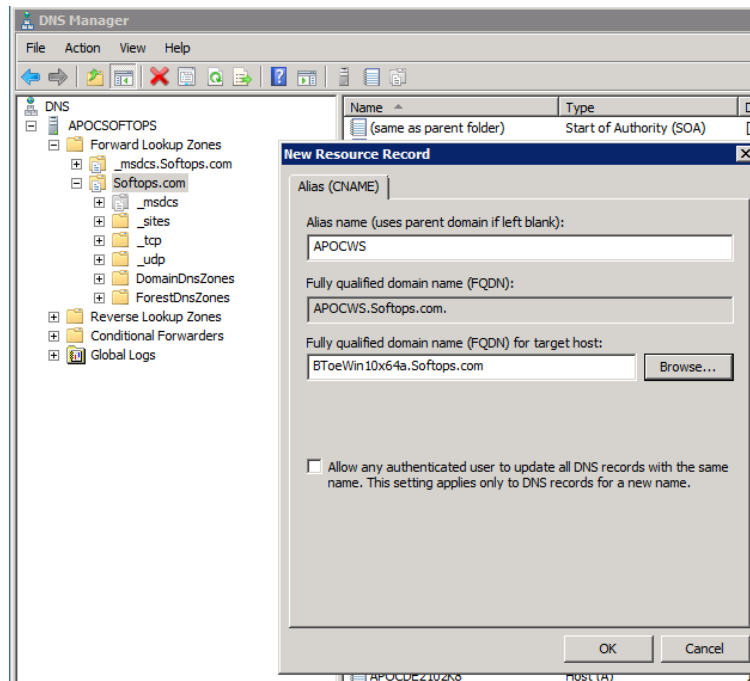 DNS Manager
File Action View Help
DNS
APOCSOFTOPS
Forward Lookup Zones
_msdcs.Softops.com
Softops.com
_msdcs
_sites
_tcp
_udp
DomainDnsZones
ForestDnsZones
Reverse Lookup Zones
Conditional Forwarders
Global Logs
Name Type
(same as parent folder) Start of Authority (SOA)
New Resource Record
Alias (CNAME)
Alias name (uses parent domain if left blank):
APOCWS
Fully qualified domain name (FQDN):
APOCWS.Softops.com.
Fully qualified domain name (FQDN) for target host:
BToeWin10x64a.Softops.com
Browse...
Allow any authenticated user to update all DNS records with the same
name. This setting applies only to DNS records for a new name.
OK Cancel
APOCDE2102K8 Host (A)